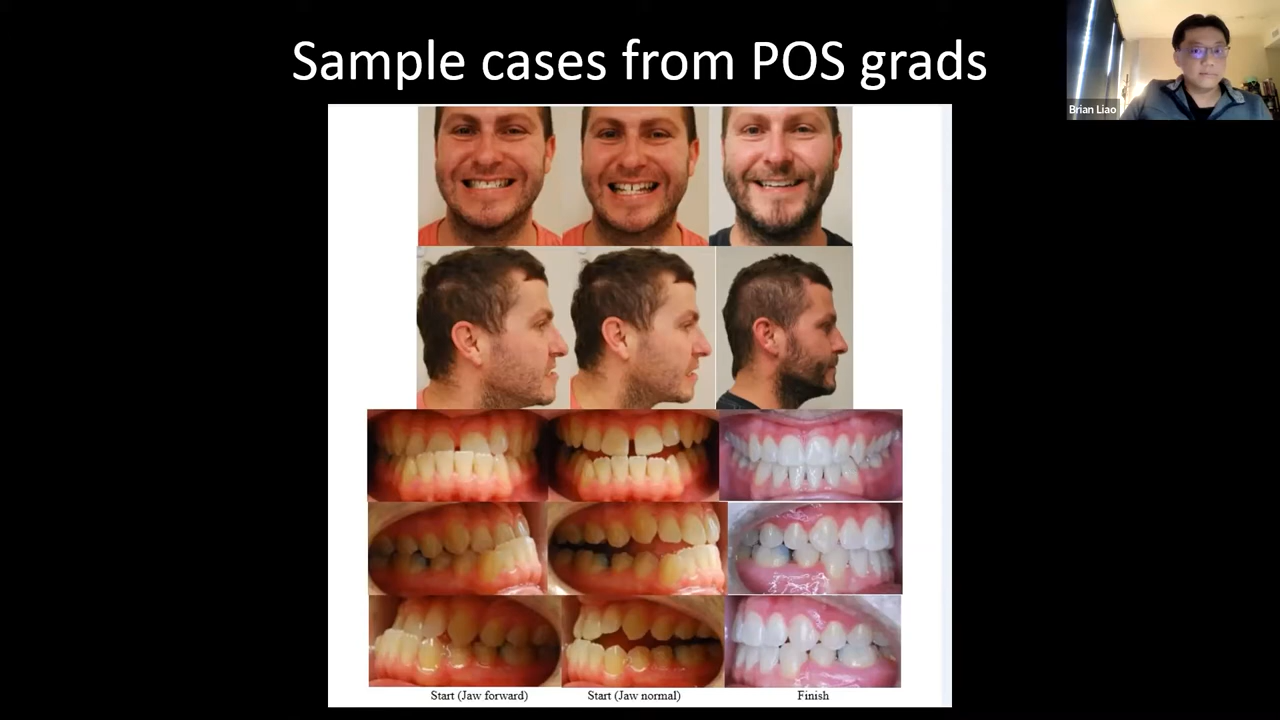 Sample cases from POS grads
Brian Liao
Start (Jaw forward)
Start (Jaw normal)
Finish